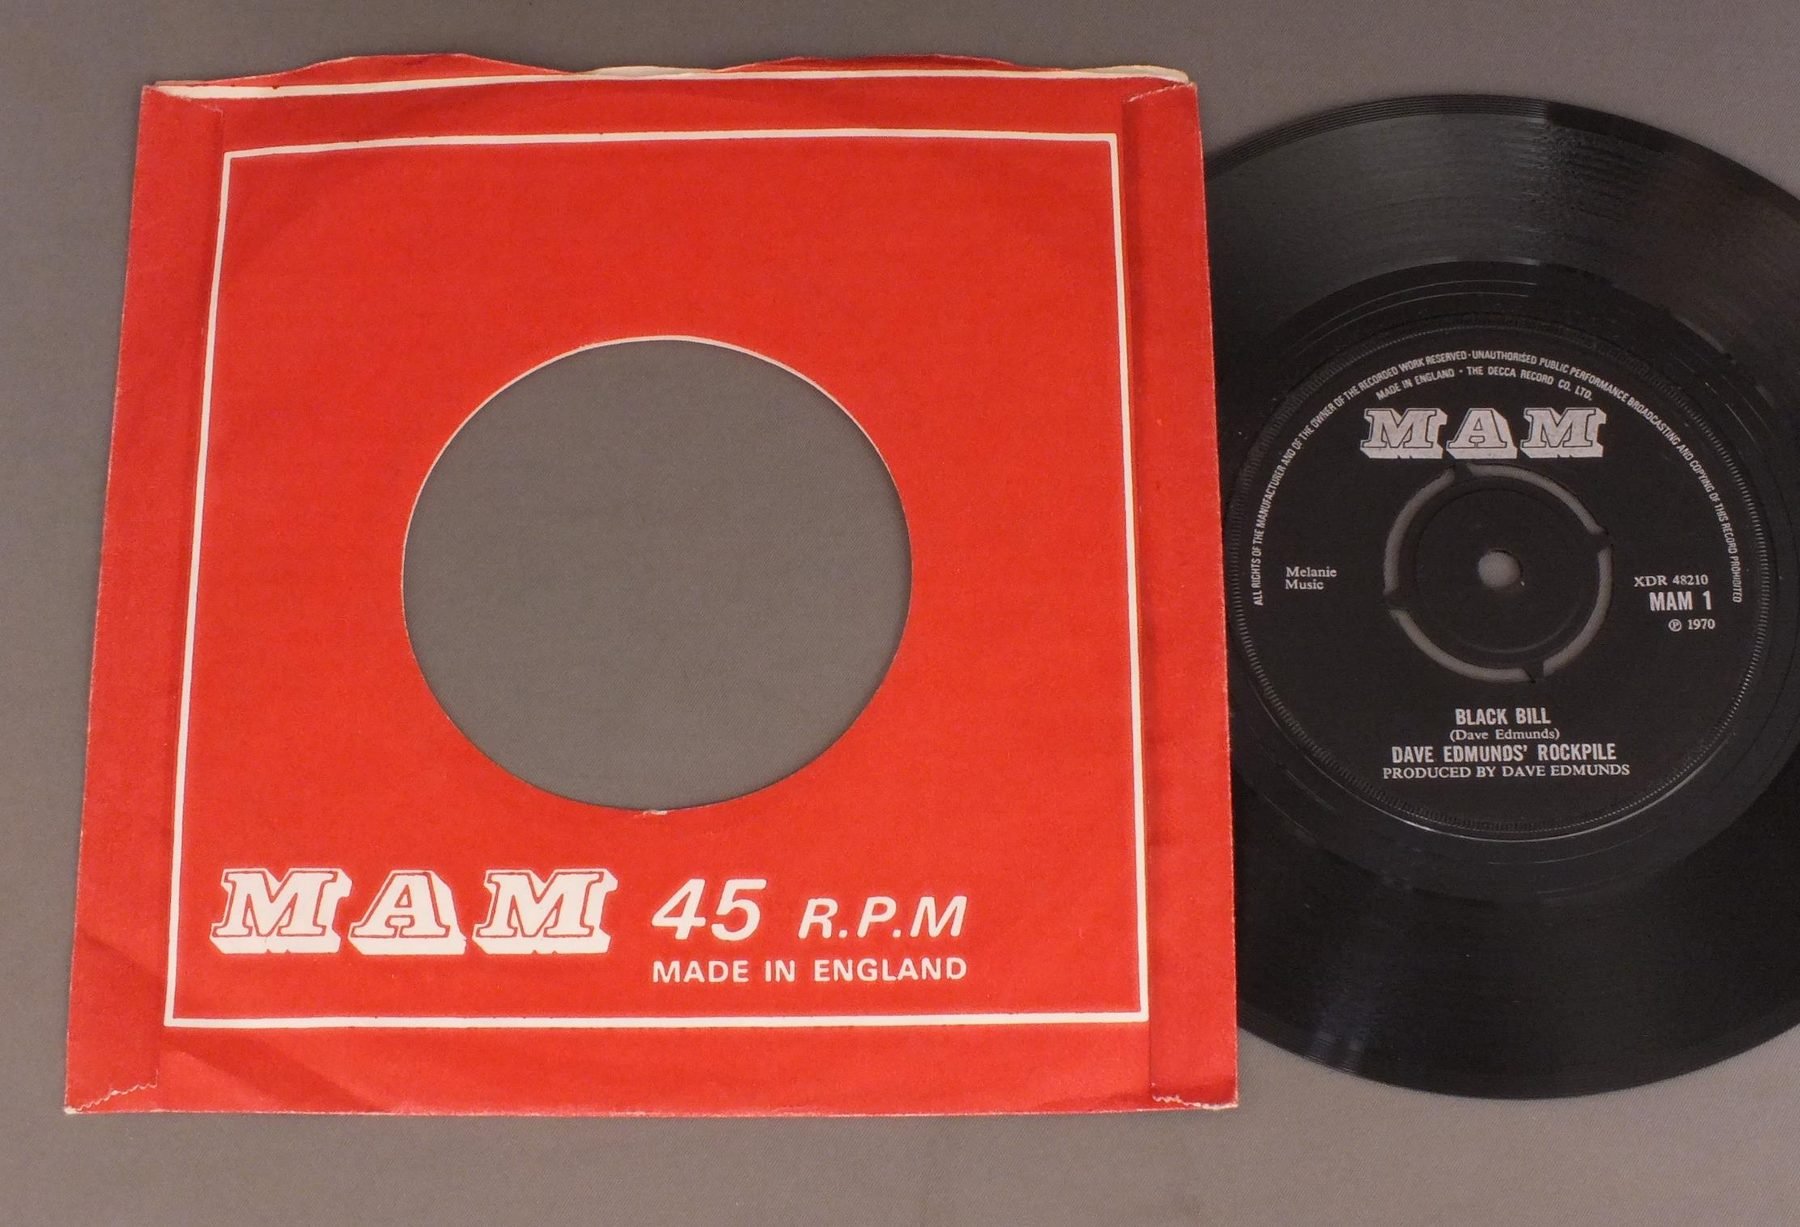 MAM 45 R.P.M
MADE IN ENGLAND
ALL RIGHTS OF THE MANUFACTURER AND OF THE OWNER OF THE RECORDED WORK RESERVED · UNAUTHORISED PUBLIC PERFORMANCE BROADCASTING AND COPYING OF THIS RECORD PROHIBITED
MADE IN ENGLAND · THE DECCA RECORD CO. LTD.
MAM
Melanie
Music
XDR 48210
MAM 1
℗ 1970
BLACK BILL
(Dave Edmunds)
DAVE EDMUNDS' ROCKPILE
PRODUCED BY DAVE EDMUNDS